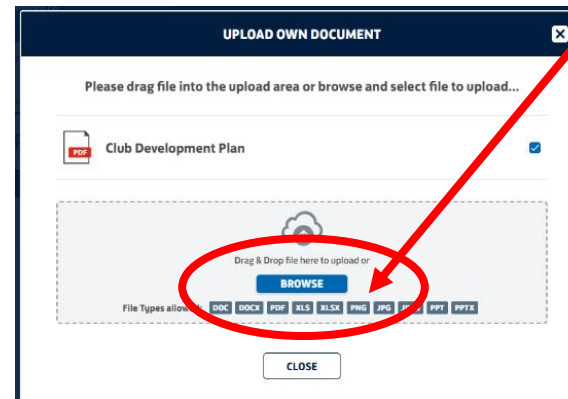 UPLOAD OWN DOCUMENT
Please drag file into the upload area or browse and select file to upload...
PDF Club Development Plan
Drag & Drop file here to upload or
BROWSE
File Types DOC DOCX PDF XLS XLSX PNG JPG PPT PPTX
CLOSE